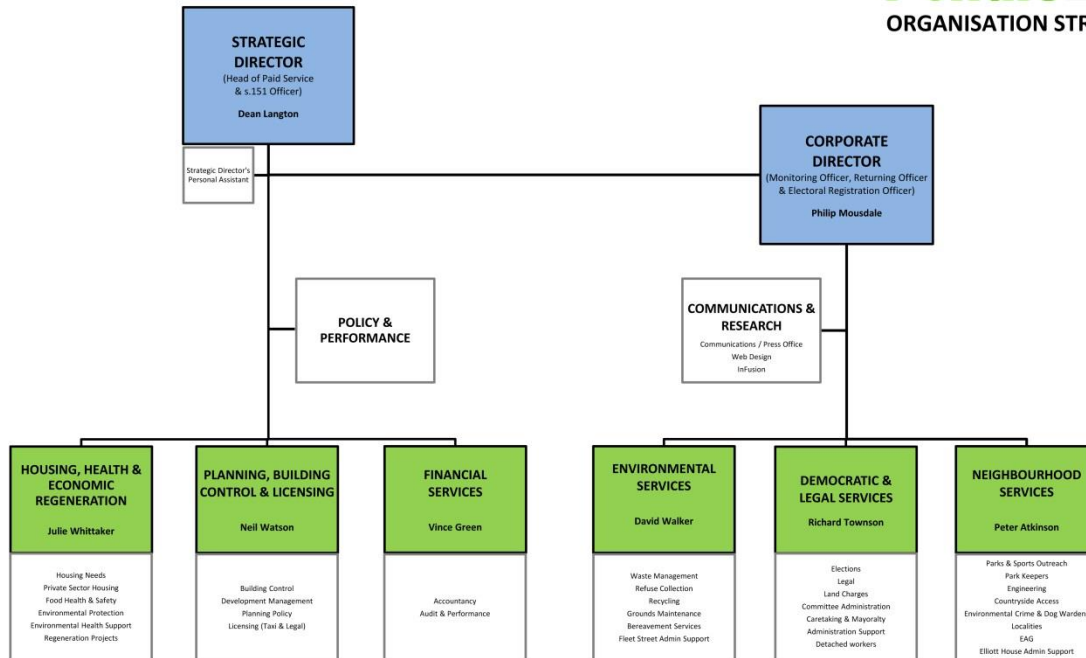 ORGANISATION STR
STRATEGIC
DIRECTOR
(Head of Paid Service
& s.151 Officer)
Dean Langton
Strategic Director's
Personal Assistant
CORPORATE
DIRECTOR
(Monitoring Officer, Returning Officer
& Electoral Registration Officer)
Philip Mousdale
POLICY &
PERFORMANCE
COMMUNICATIONS &
RESEARCH
Communications / Press Office
Web Design
InFusion
HOUSING, HEALTH &
ECONOMIC
REGENERATION
Julie Whittaker
Housing Needs
Private Sector Housing
Food Health & Safety
Environmental Protection
Environmental Health Support
Regeneration Projects
PLANNING, BUILDING
CONTROL & LICENSING
Neil Watson
Building Control
Development Management
Planning Policy
Licensing (Taxi & Legal)
FINANCIAL
SERVICES
Vince Green
Accountancy
Audit & Performance
ENVIRONMENTAL
SERVICES
David Walker
Waste Management
Refuse Collection
Recycling
Grounds Maintenance
Bereavement Services
Fleet Street Admin Support
DEMOCRATIC &
LEGAL SERVICES
Richard Townson
Elections
Legal
Land Charges
Committee Administration
Caretaking & Mayoralty
Administration Support
Detached workers
NEIGHBOURHOOD
SERVICES
Peter Atkinson
Parks & Sports Outreach
Park Keepers
Engineering
Countryside Access
Environmental Crime & Dog Warden
Localities
EAG
Elliott House Admin Support